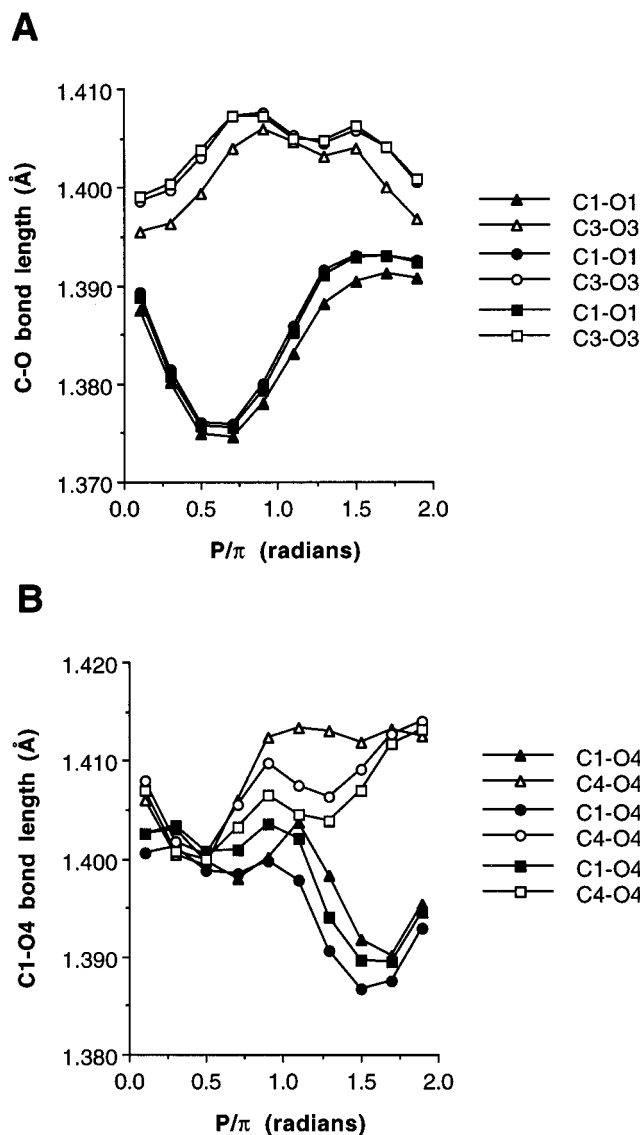 A
1.410
1.400
1.390
1.380
1.370
C-O bond length (Å)
0.0 0.5 1.0 1.5 2.0
P/π (radians)
C1-O1
C3-O3
C1-O1
C3-O3
C1-O1
C3-O3
B
1.420
1.410
1.400
1.390
1.380
C1-O4 bond length (Å)
0.0 0.5 1.0 1.5 2.0
P/π (radians)
C1-O4
C4-O4
C1-O4
C4-O4
C1-O4
C4-O4